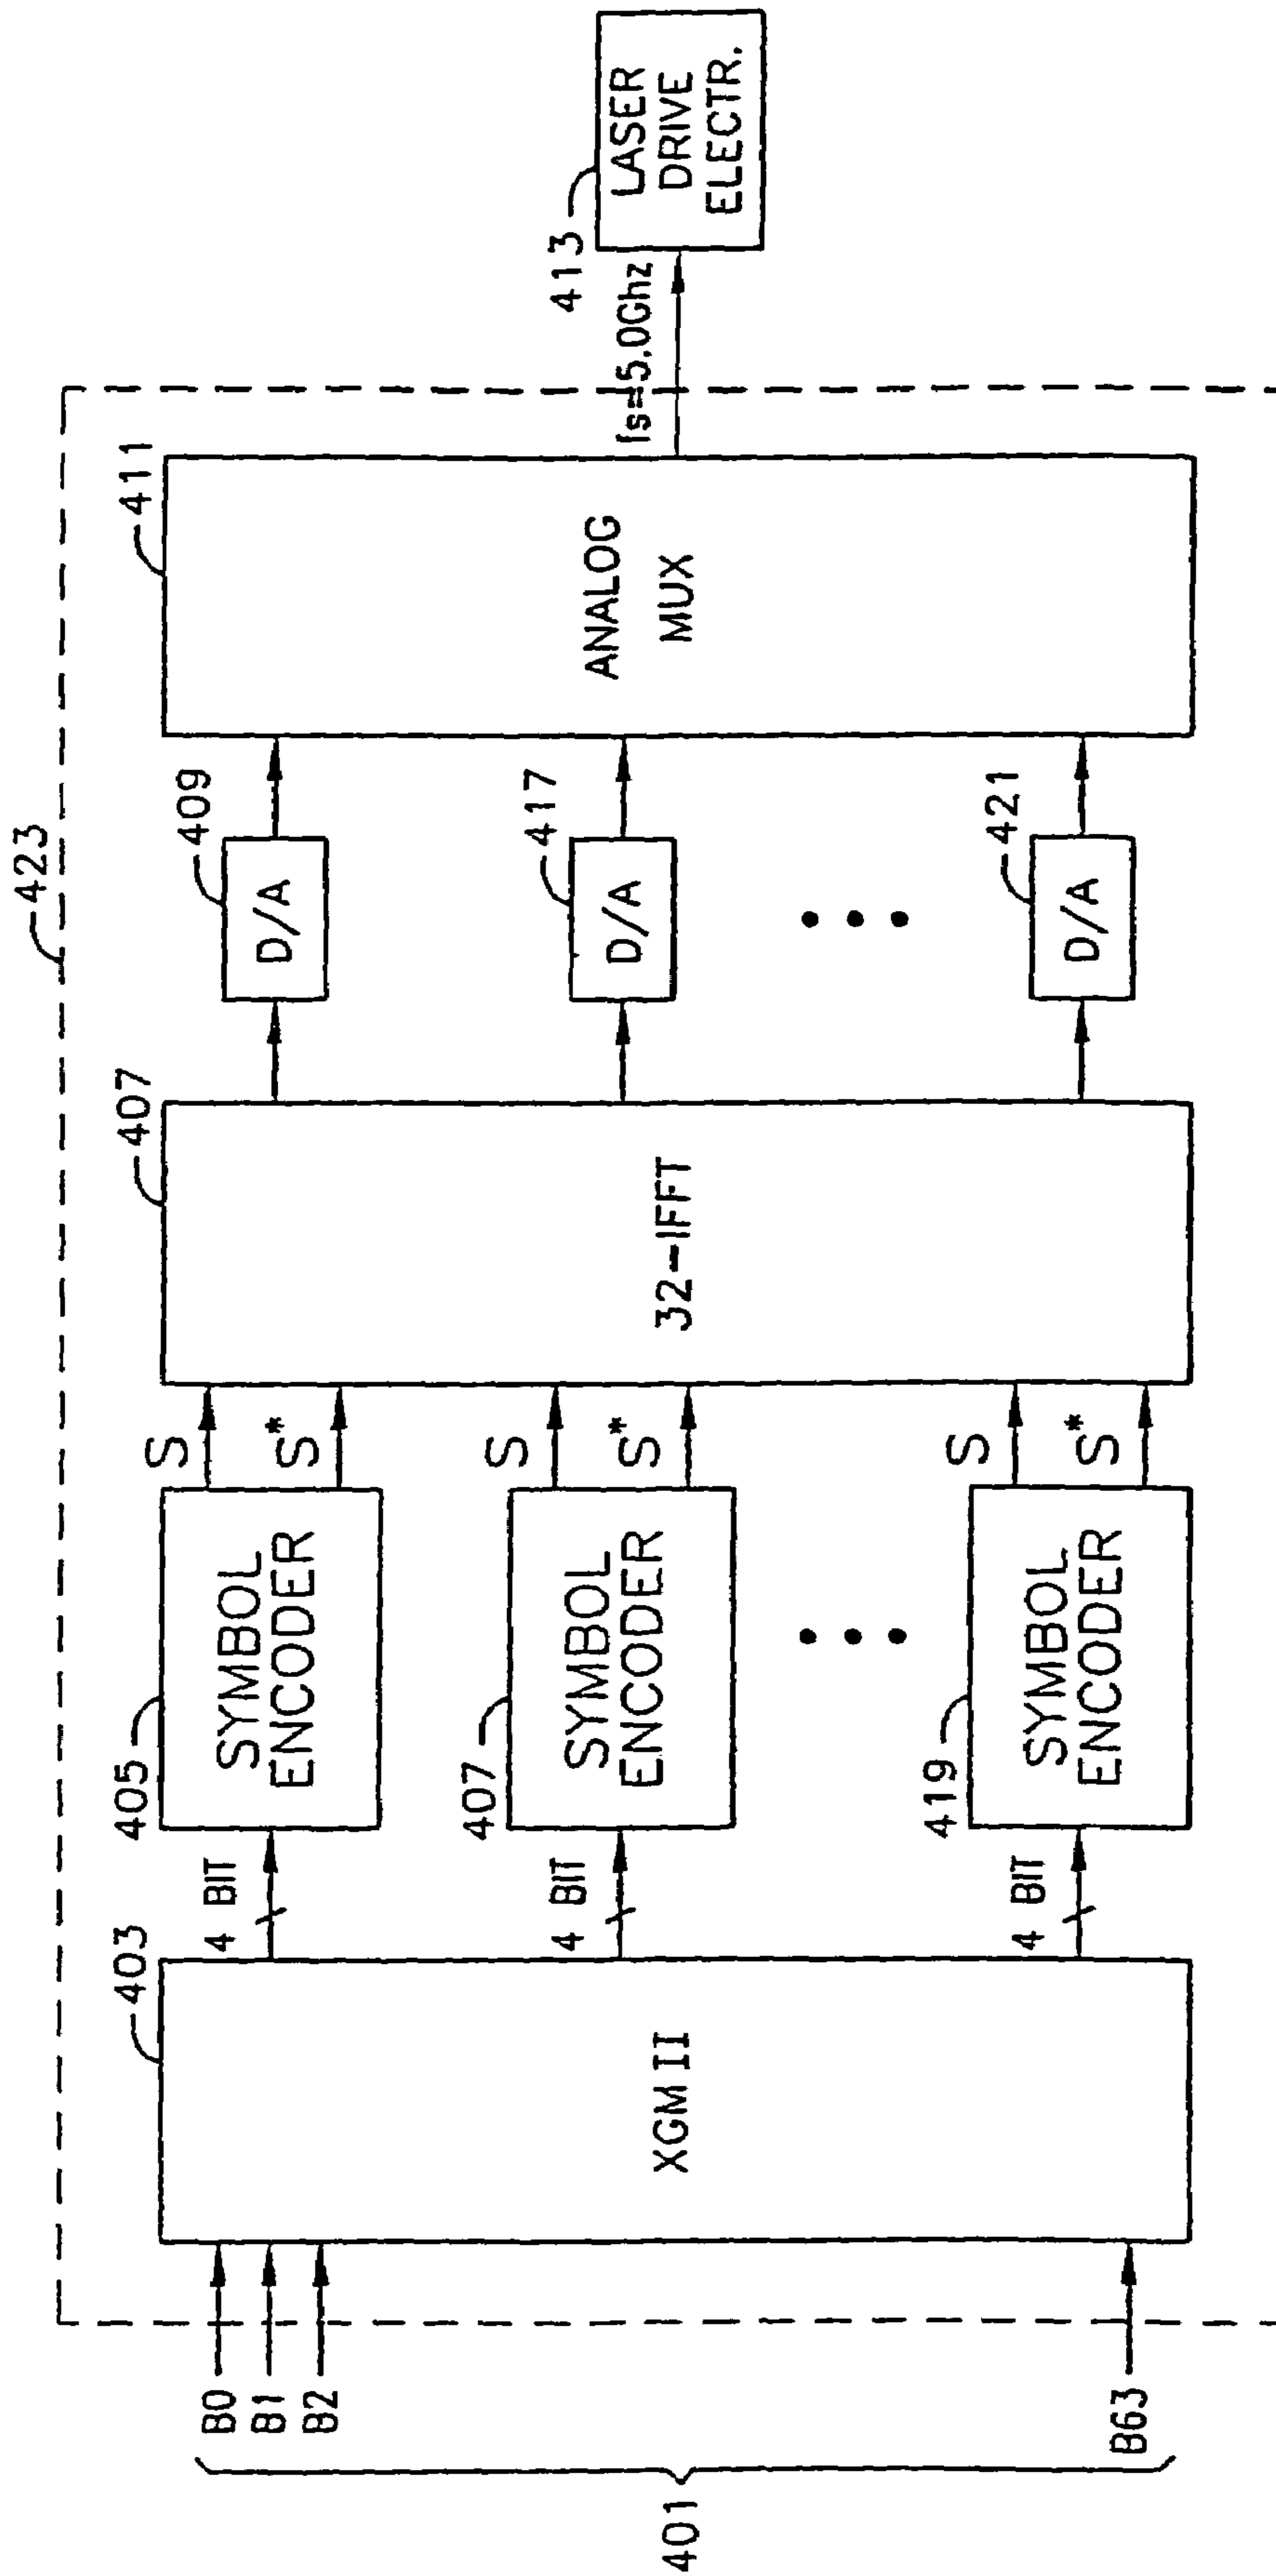 423
401
B0
B1
B2
B63
403
XGM II
4 BIT
4 BIT
4 BIT
405
SYMBOL
ENCODER
407
SYMBOL
ENCODER
419
SYMBOL
ENCODER
S
S*
S
S*
S
S*
407
32-IFFT
409
D/A
417
D/A
421
D/A
411
ANALOG
MUX
fs=5.0Ghz
413
LASER
DRIVE
ELECTR.